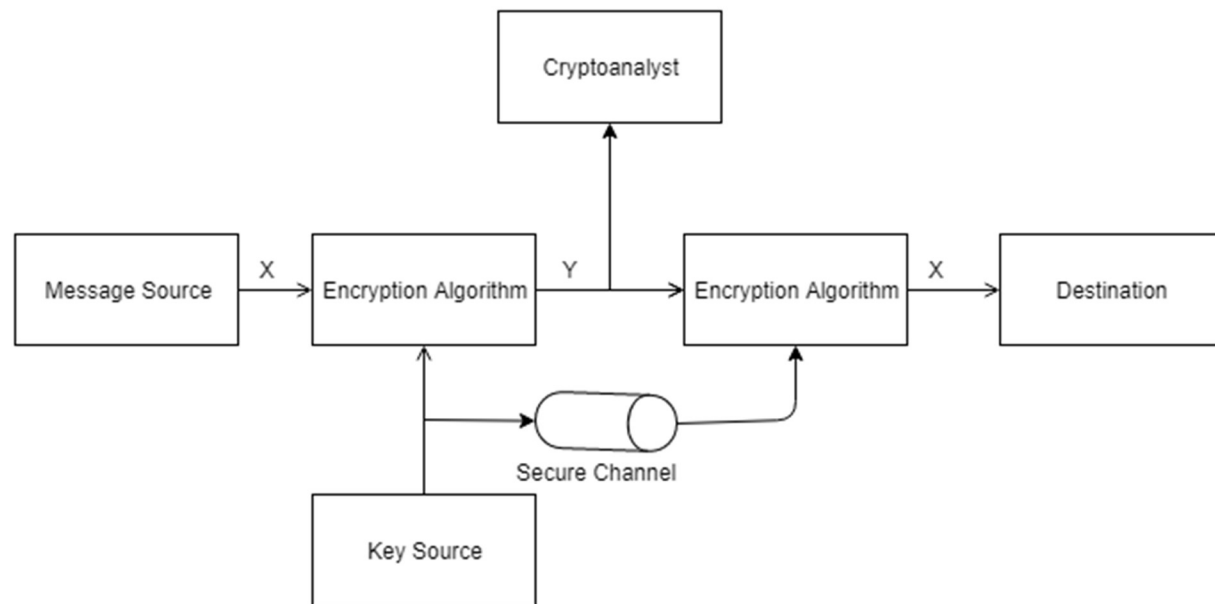 Cryptoanalyst
Message Source
X
Encryption Algorithm
Y
Encryption Algorithm
X
Destination
Secure Channel
Key Source